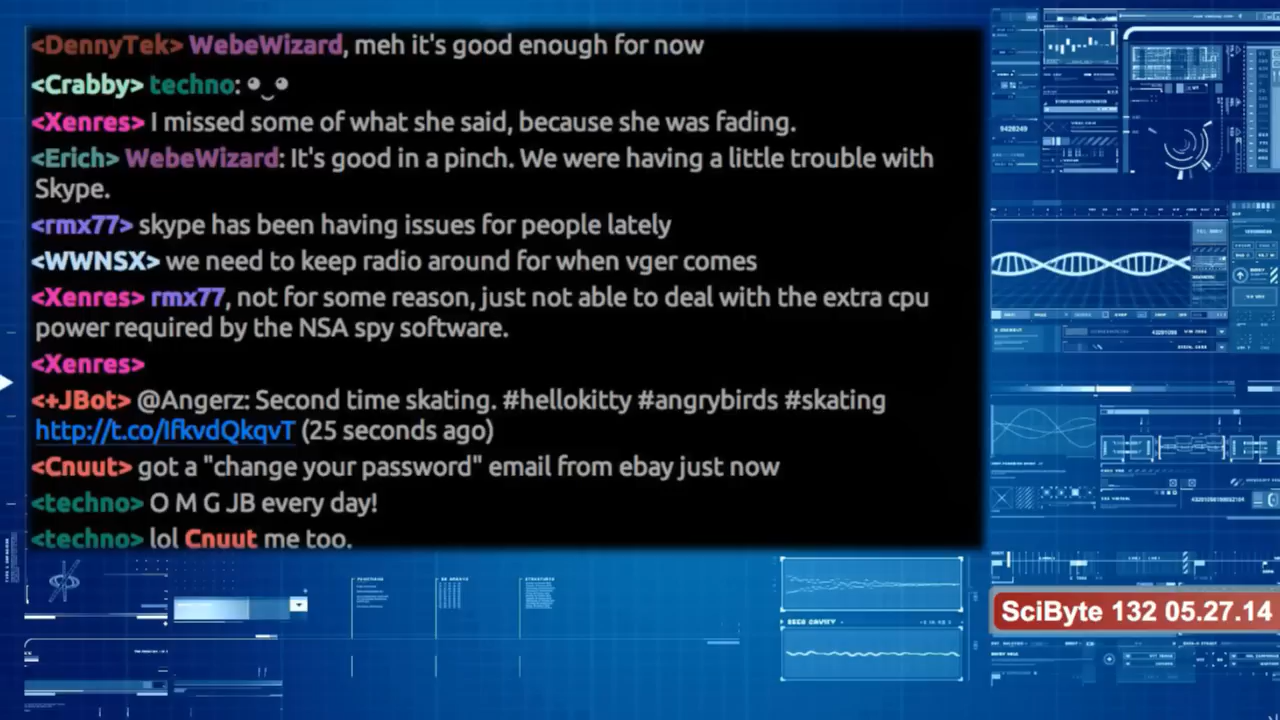 <DennyTek> WebeWizard, meh it's good enough for now
<Crabby> techno:
<Xenres> I missed some of what she said, because she was fading.
<Erich> WebeWizard: It's good in a pinch. We were having a little trouble with
Skype.
<rmx77> skype has been having issues for people lately
<WWNSX> we need to keep radio around for when vger comes
<Xenres> rmx77, not for some reason, just not able to deal with the extra cpu
power required by the NSA spy software.
<Xenres>
<+JBot> @Angerz: Second time skating. #hellokitty #angrybirds #skating
http://t.co/IfkvdQkqvT (25 seconds ago)
<Cnuut> got a "change your password" email from ebay just now
<techno> O M G JB every day!
<techno> lol Cnuut me too.
9420249
SciByte 132 05.27.14